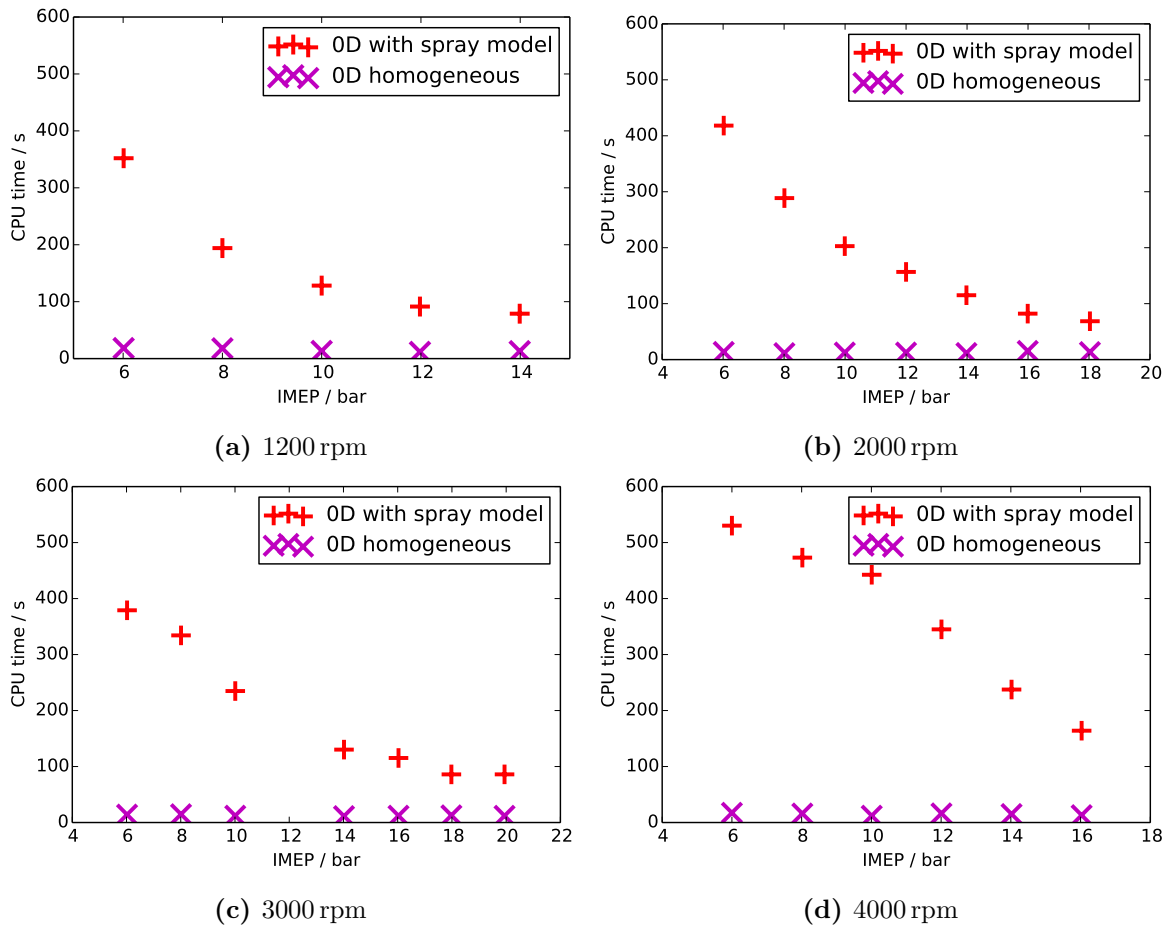 600
500
400
300
200
100
0
CPU time / s
0D with spray model
0D homogeneous
6 8 10 12 14
IMEP / bar
(a) 1200 rpm
600
500
400
300
200
100
0
CPU time / s
0D with spray model
0D homogeneous
4 6 8 10 12 14 16 18 20
IMEP / bar
(b) 2000 rpm
600
500
400
300
200
100
0
CPU time / s
0D with spray model
0D homogeneous
4 6 8 10 12 14 16 18 20 22
IMEP / bar
(c) 3000 rpm
600
500
400
300
200
100
0
CPU time / s
0D with spray model
0D homogeneous
4 6 8 10 12 14 16 18
IMEP / bar
(d) 4000 rpm